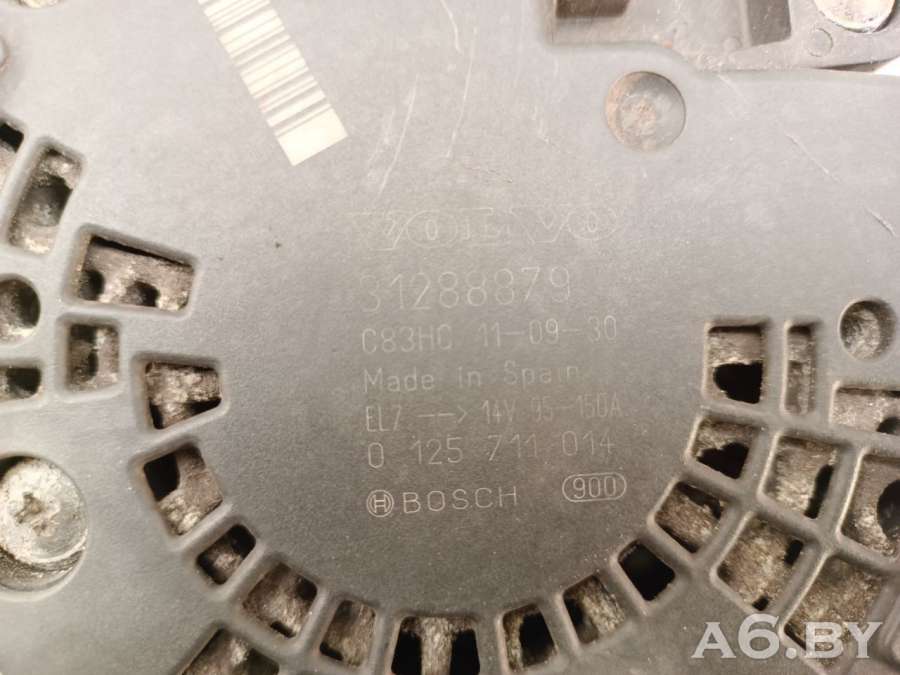 VOLVO
31288879
C83HC 11-09-30
Made in Spain
EL7 --> 14V 95-150A
0 125 711 014
BOSCH 900
A6.BY